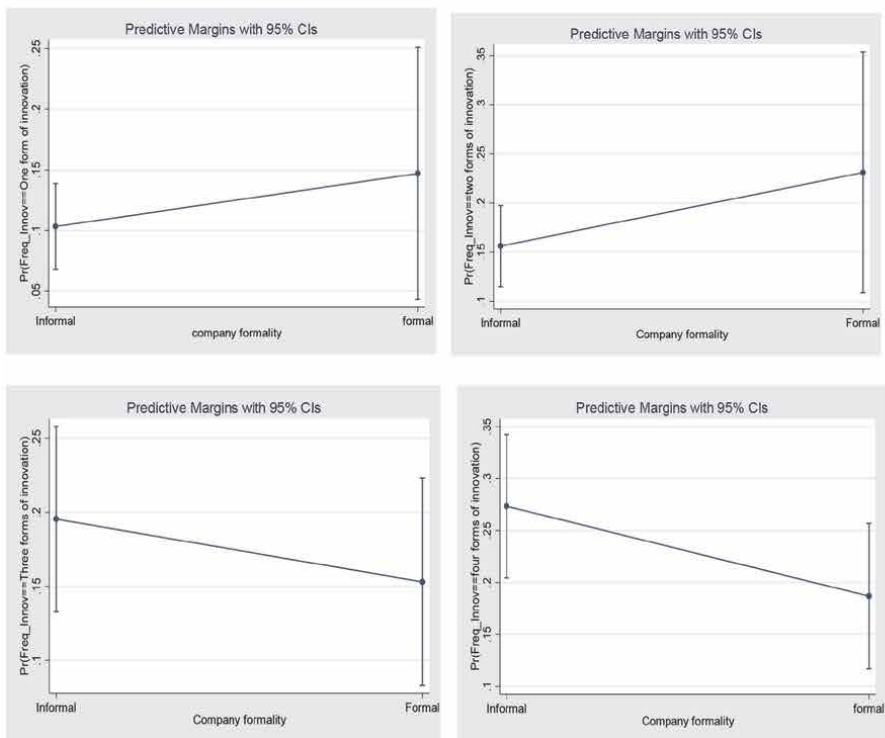 Predictive Margins with 95% CIs
Pr(Freq_Innov==One form of innovation)
.25
.2
.15
.1
.05
Informal
formal
company formality
Predictive Margins with 95% CIs
Pr(Freq_Innov==two forms of innovation)
.35
.3
.25
.2
.15
.1
Informal
Formal
Company formality
Predictive Margins with 95% CIs
Pr(Freq_Innov==Three forms of innovation)
.25
.2
.15
.1
Informal
Formal
Company formality
Predictive Margins with 95% CIs
Pr(Freq_Innov==four forms of innovation)
.35
.3
.25
.2
.15
.1
Informal
formal
Company formality